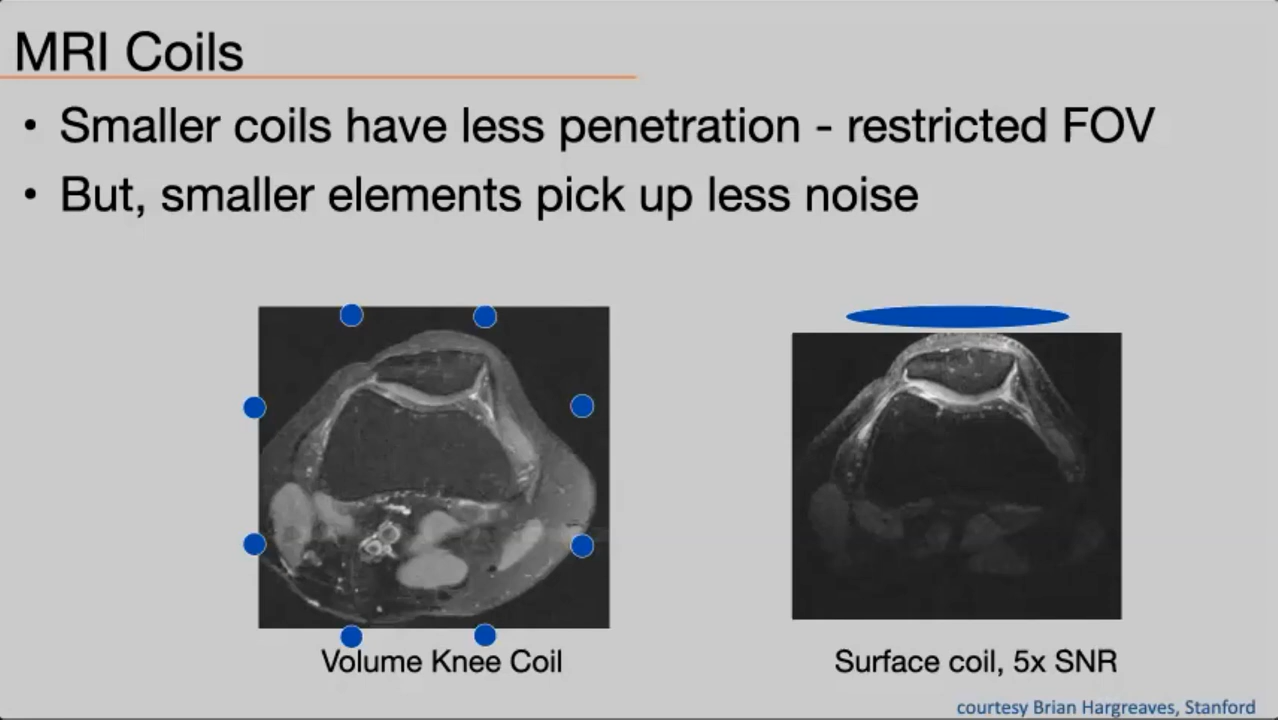 MRI Coils
• Smaller coils have less penetration - restricted FOV
• But, smaller elements pick up less noise
Volume Knee Coil
Surface coil, 5x SNR
courtesy Brian Hargreaves, Stanford